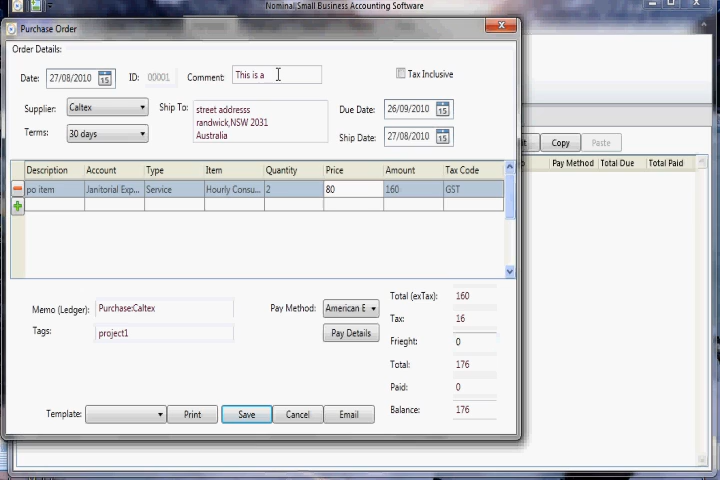 Nominal Small Business Accounting Software
Purchase Order
Order Details:
Date: 27/08/2010 15 ID: 00001 Comment: This is a Tax Inclusive
Supplier: Caltex Ship To: street addresss
randwick,NSW 2031
Australia
Due Date: 26/09/2010 15
Terms: 30 days
Ship Date: 27/08/2010 15
Copy Paste
Description Account Type Item Quantity Price Amount Tax Code
Pay Method Total Due Total Paid
po item Janitorial Exp... Service Hourly Consu... 2 80 160 GST
Memo (Ledger): Purchase:Caltex
Tags: project1
Pay Method: American E
Pay Details
Total (exTax): 160
Tax: 16
Frieght: 0
Total: 176
Paid: 0
Balance: 176
Template: Print Save Cancel Email